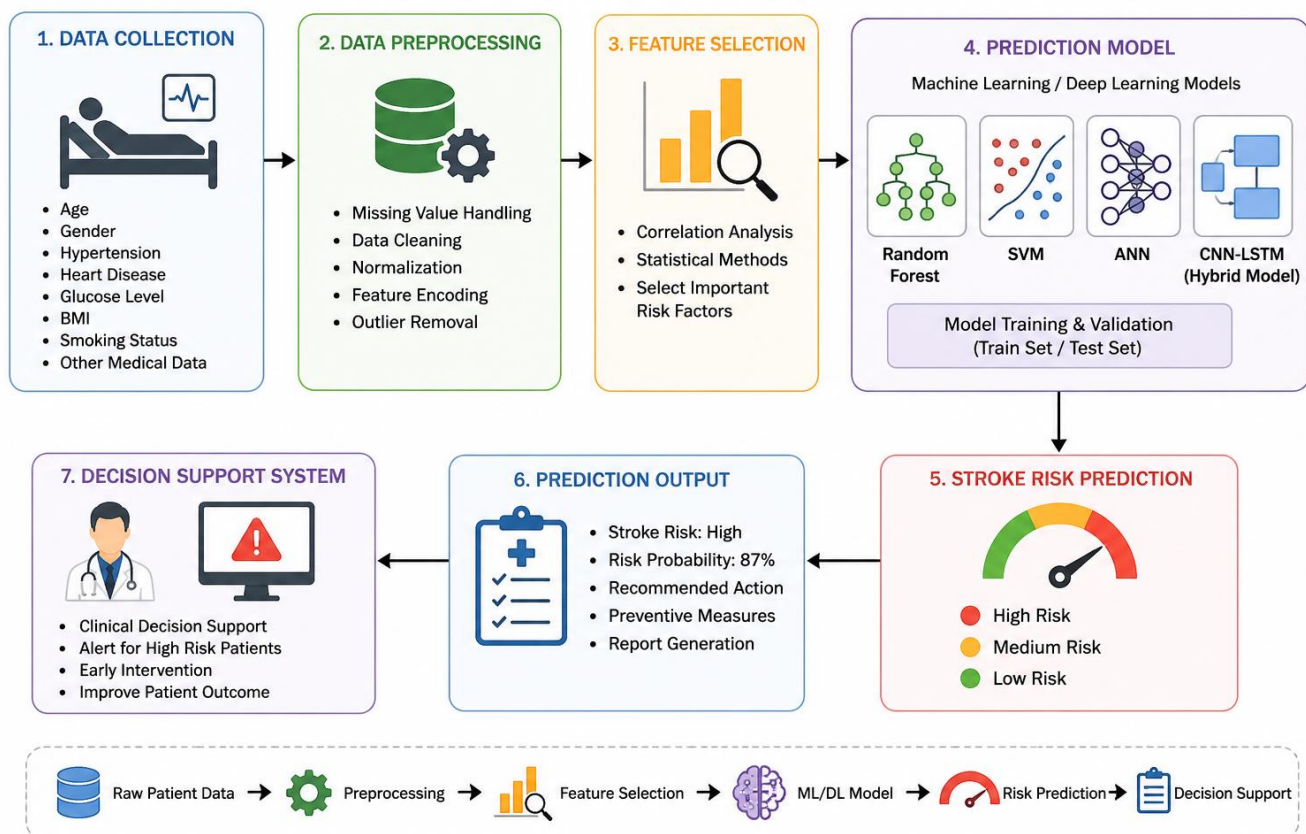 1. DATA COLLECTION
Age
Gender
Hypertension
Heart Disease
Glucose Level
BMI
Smoking Status
Other Medical Data
2. DATA PREPROCESSING
Missing Value Handling
Data Cleaning
Normalization
Feature Encoding
Outlier Removal
3. FEATURE SELECTION
Correlation Analysis
Statistical Methods
Select Important
Risk Factors
4. PREDICTION MODEL
Machine Learning / Deep Learning Models
Random
Forest
SVM
ANN
CNN-LSTM
(Hybrid Model)
Model Training & Validation
(Train Set / Test Set)
5. STROKE RISK PREDICTION
High Risk
Medium Risk
Low Risk
6. PREDICTION OUTPUT
Stroke Risk: High
Risk Probability: 87%
Recommended Action
Preventive Measures
Report Generation
7. DECISION SUPPORT SYSTEM
Clinical Decision Support
Alert for High Risk Patients
Early Intervention
Improve Patient Outcome
Raw Patient Data
Preprocessing
Feature Selection
ML/DL Model
Risk Prediction
Decision Support